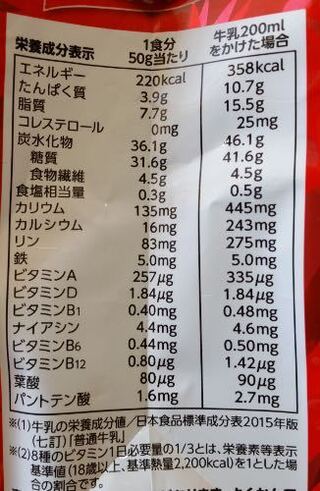 栄養成分表示 1食分 50g当たり 牛乳200ml をかけた場合
エネルギー 220kcal 358kcal
たんぱく質 3.9g 10.7g
脂質 7.7g 15.5g
コレステロール 0mg 25mg
炭水化物 36.1g 46.1g
糖質 31.6g 41.6g
食物繊維 4.5g 4.5g
食塩相当量 0.3g 0.5g
カリウム 135mg 445mg
カルシウム 16mg 243mg
リン 83mg 275mg
鉄 5.0mg 5.0mg
ビタミンA 257μg 335μg
ビタミンD 1.84μg 1.84μg
ビタミンB1 0.40mg 0.48mg
ナイアシン 4.4mg 4.6mg
ビタミンB6 0.44mg 0.50mg
ビタミンB12 0.80μg 1.42μg
葉酸 80μg 90μg
パントテン酸 1.6mg 2.7mg
※(1)牛乳の栄養成分値/日本食品標準成分表2015年版
(七訂)「普通牛乳」
※(2)8種のビタミン1日必要量の1/3とは、栄養素等表示
基準値(18歳以上、基準熱量2,200kcal)を1とした場
合の割合です。